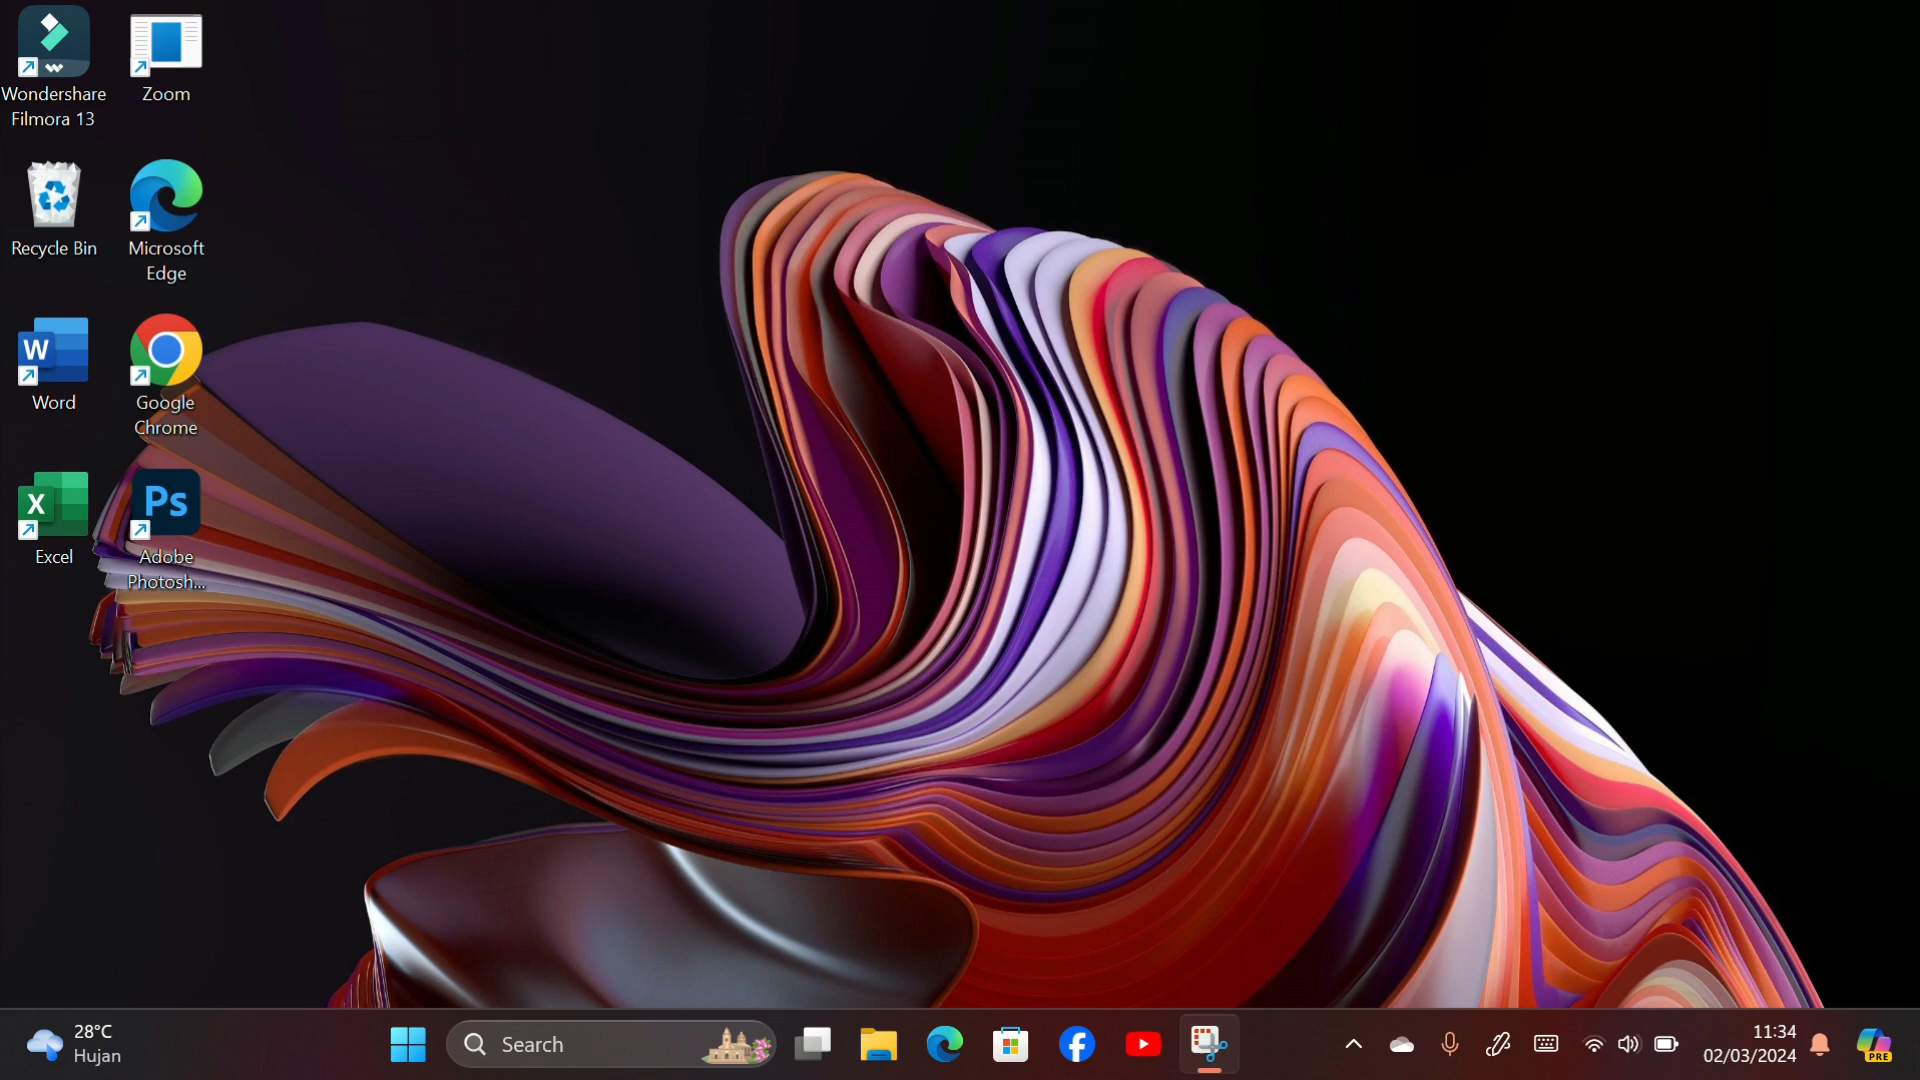 Wondershare
Filmora 13
Zoom
Recycle Bin
Microsoft
Edge
W
Word
Google
Chrome
X
Excel
Ps
Adobe
Photosh...
28°C
Hujan
Search
11:34
02/03/2024
PRE